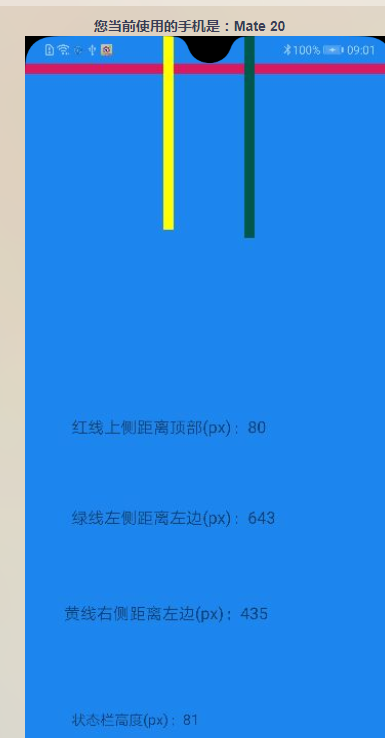 您当前使用的手机是：Mate 20
100% 09:01
红线上侧距离顶部(px)：80
绿线左侧距离左边(px)：643
黄线右侧距离左边(px)：435
状态栏高度(px)：81